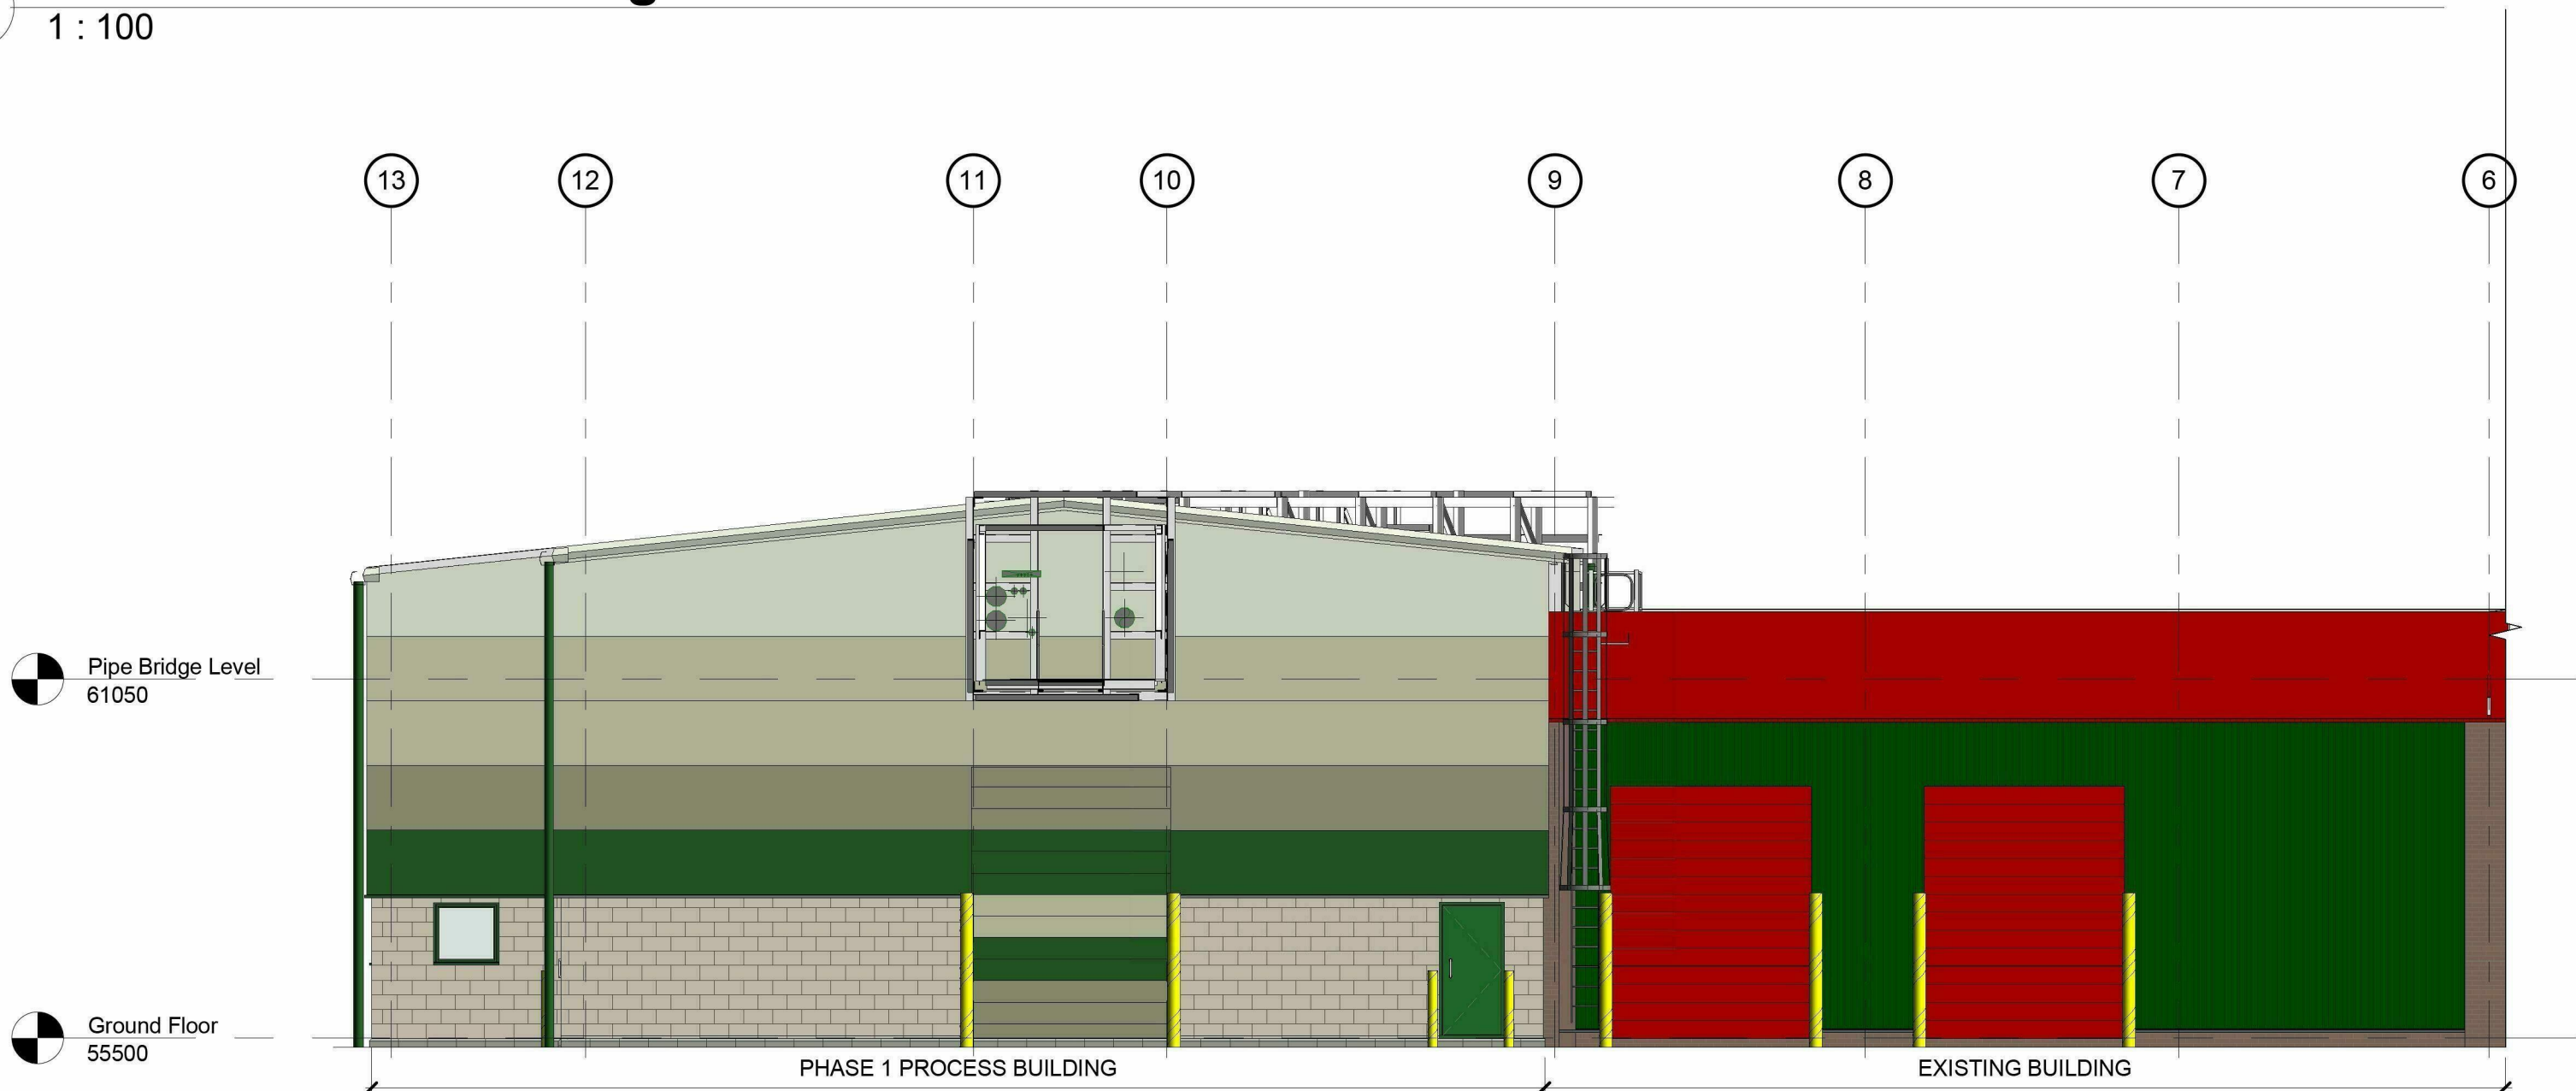 1 : 100
13
12
11
10
9
8
7
6
Pipe Bridge Level
61050
Ground Floor
55500
PHASE 1 PROCESS BUILDING
EXISTING BUILDING